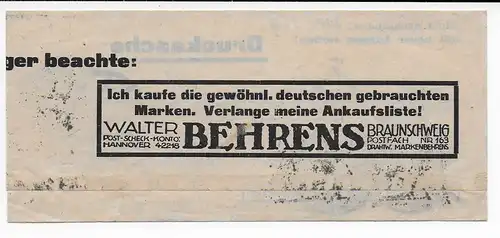 Drucksache
ger beachte:
Ich kaufe die gewöhnl. deutschen gebrauchten
Marken. Verlange meine Ankaufsliste!
WALTER
POST-SCHECK-KONTO:
HANNOVER 42218
BEHRENS
BRAUNSCHWEIG
POSTFACH NR 163
DRAHTW. MARKENBEHRENS